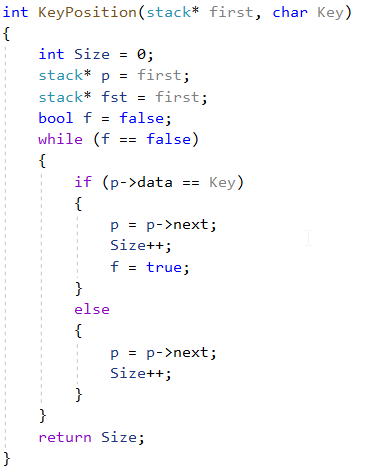 int KeyPosition(stack* first, char Key)
{
    int Size = 0;
    stack* p = first;
    stack* fst = first;
    bool f = false;
    while (f == false)
    {
        if (p->data == Key)
        {
            p = p->next;
            Size++;
            f = true;
        }
        else
        {
            p = p->next;
            Size++;
        }
    }
    return Size;
}